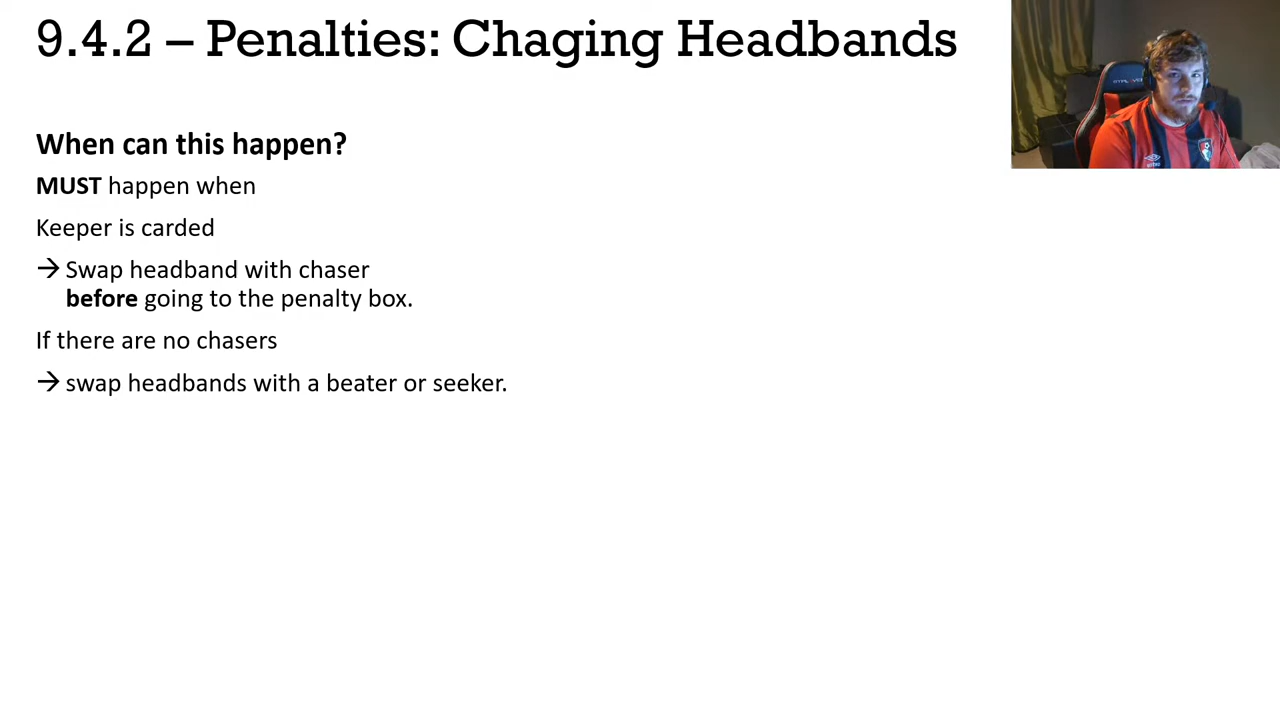 9.4.2 – Penalties: Chaging Headbands
When can this happen?
MUST happen when
Keeper is carded
→ Swap headband with chaser
before going to the penalty box.
If there are no chasers
→ swap headbands with a beater or seeker.